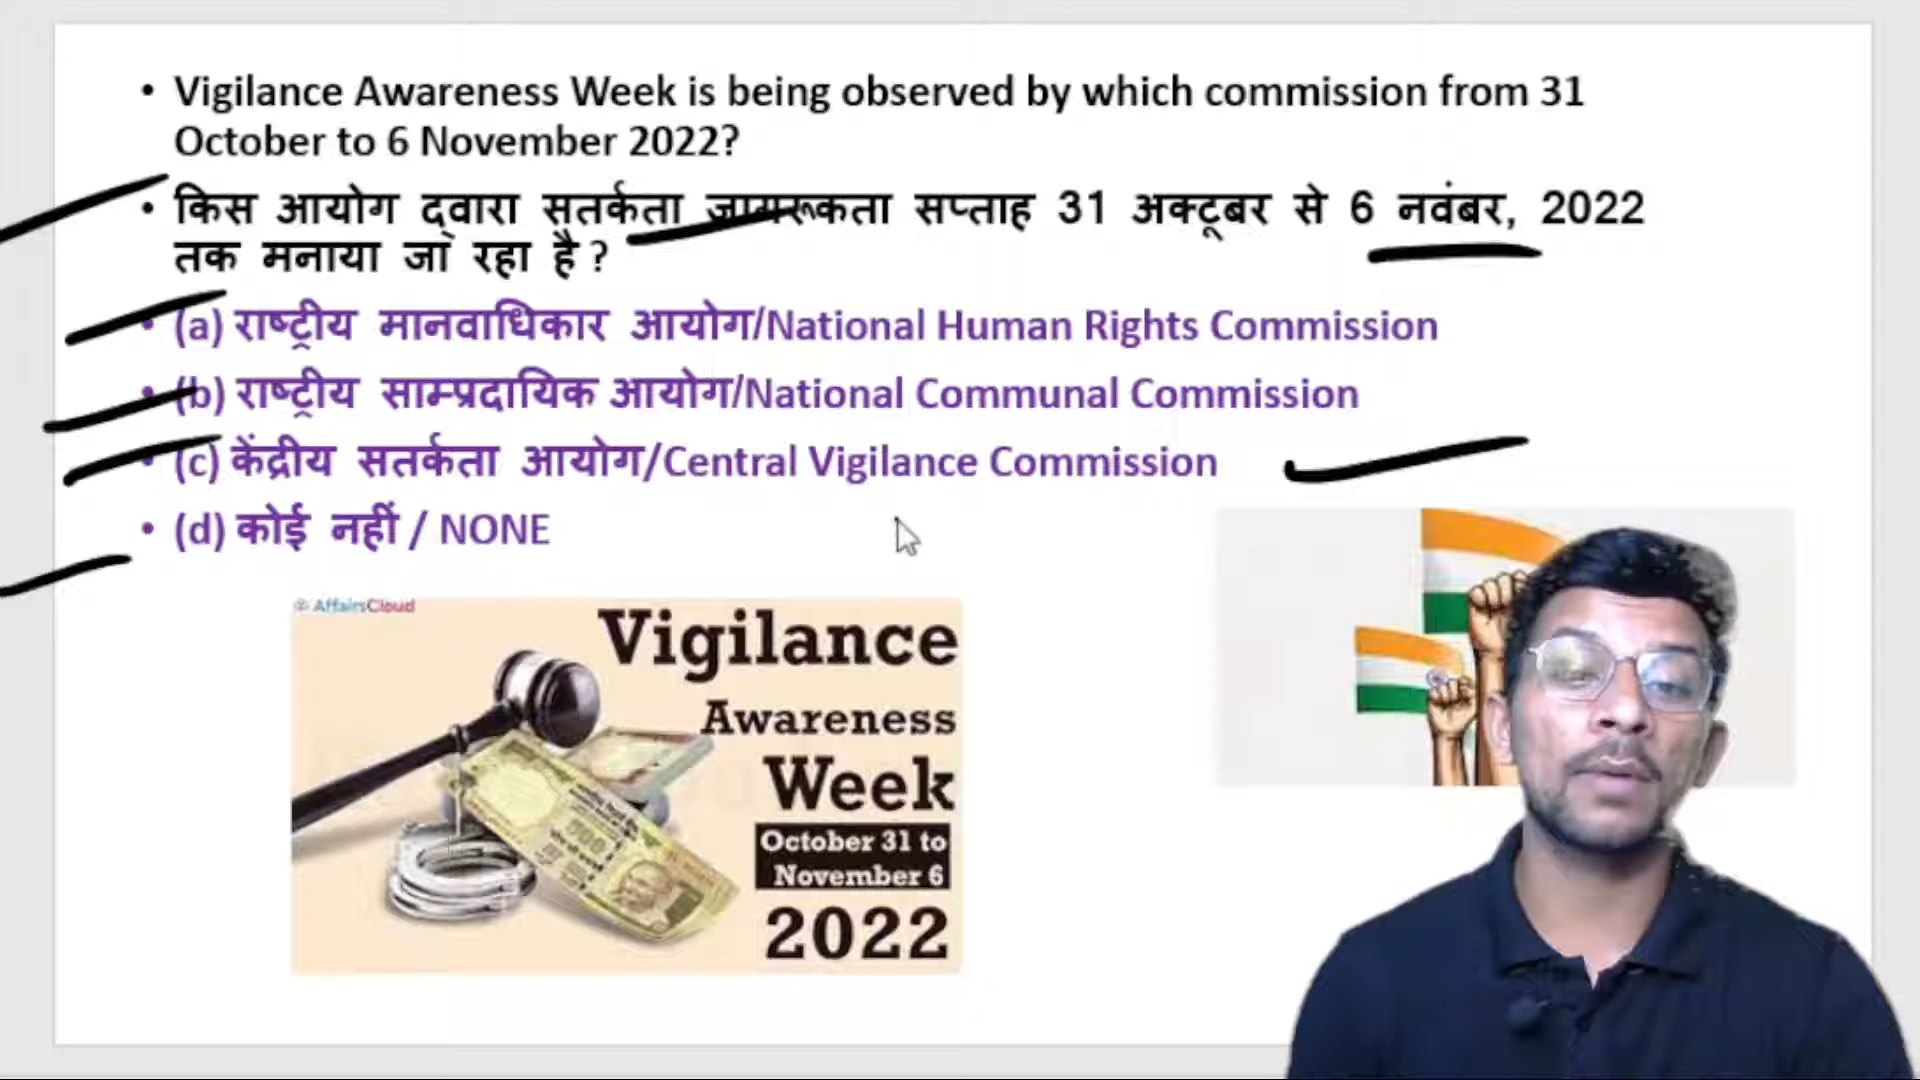 • Vigilance Awareness Week is being observed by which commission from 31
October to 6 November 2022?
• किस आयोग द्वारा सतर्कता जागरूकता सप्ताह 31 अक्टूबर से 6 नवंबर, 2022
तक मनाया जा रहा है ?
• (a) राष्ट्रीय मानवाधिकार आयोग/National Human Rights Commission
• (b) राष्ट्रीय साम्प्रदायिक आयोग/National Communal Commission
• (c) केंद्रीय सतर्कता आयोग/Central Vigilance Commission
• (d) कोई नहीं / NONE
AffairsCloud
Vigilance
Awareness
Week
October 31 to
November 6
2022
500